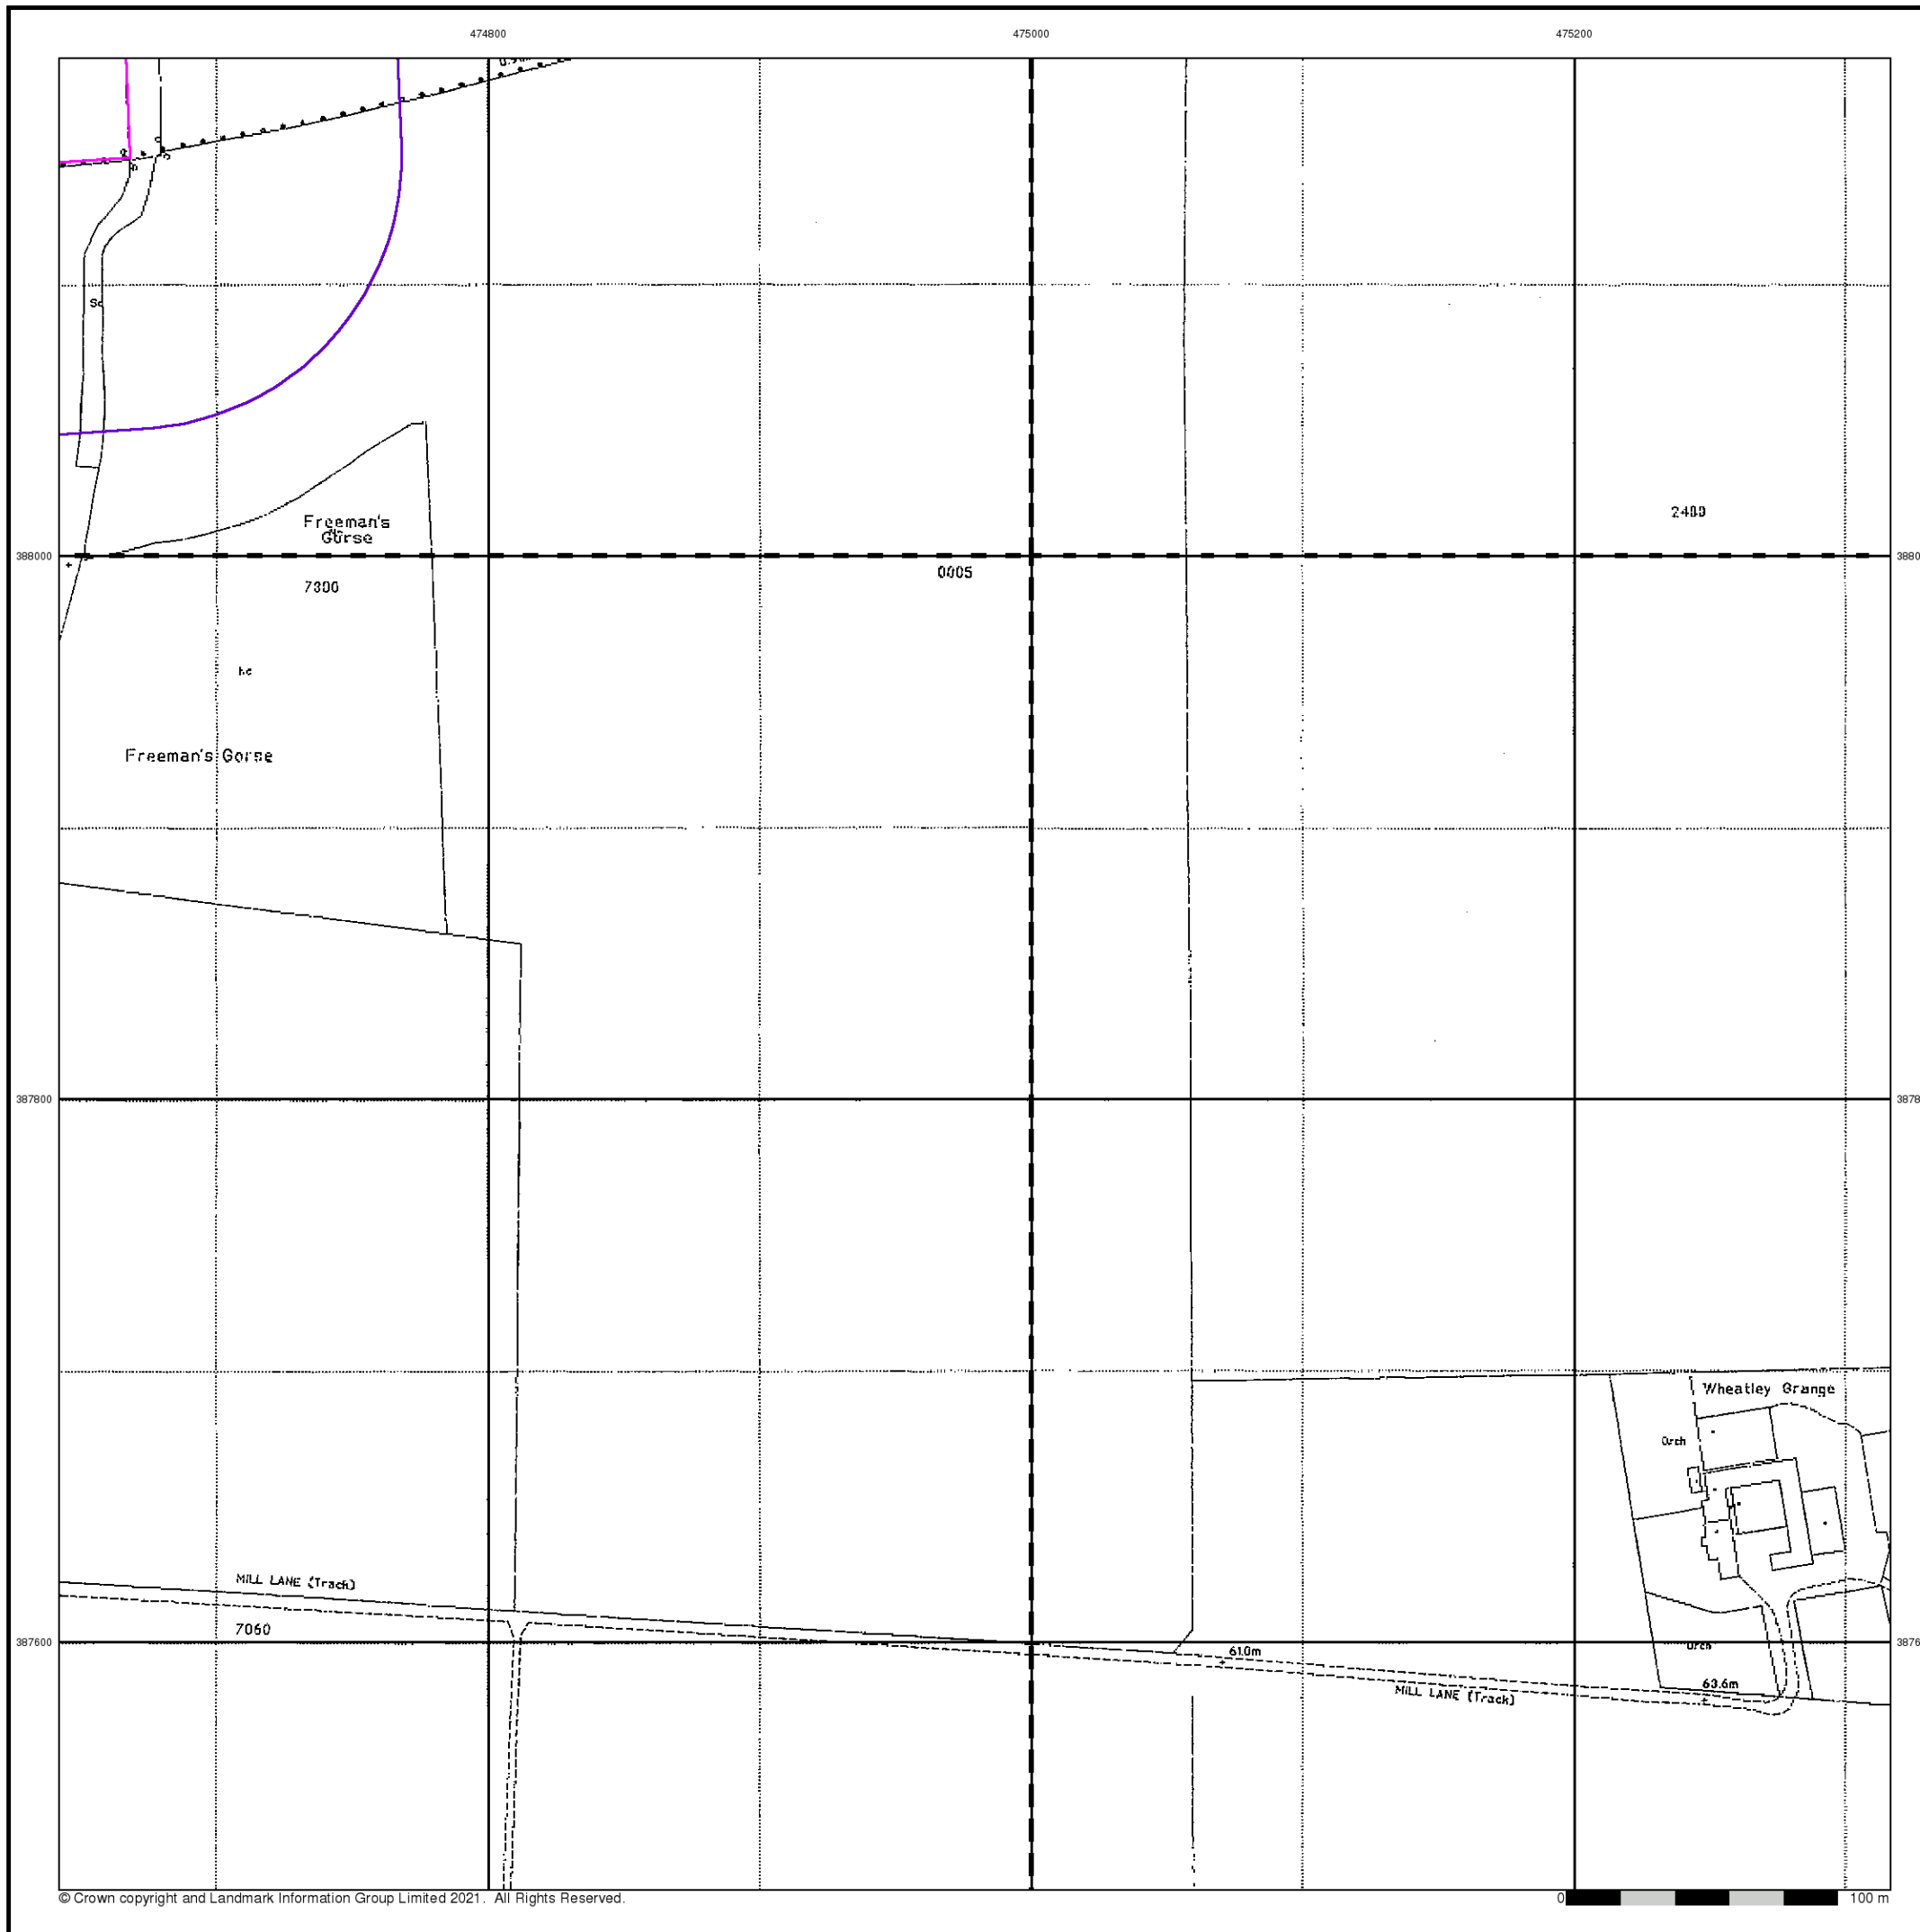 474800 475000 475200
Freeman's
Gorse
2400
388000
7300
0005
Freeman's Gorse
387800
Wheatley Grange
Orch
MILL LANE (Track)
7060
387600
Orch
61.0m
63.6m
MILL LANE (Track)
© Crown copyright and Landmark Information Group Limited 2021. All Rights Reserved.
0 100 m